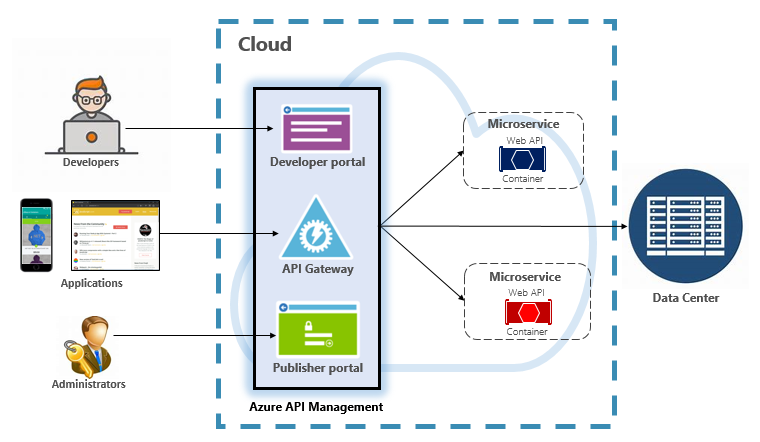 Cloud
Developers
Developer portal
Microservice
Web API
Container
Applications
API Gateway
Data Center
Microservice
Web API
Container
Administrators
Publisher portal
Azure API Management